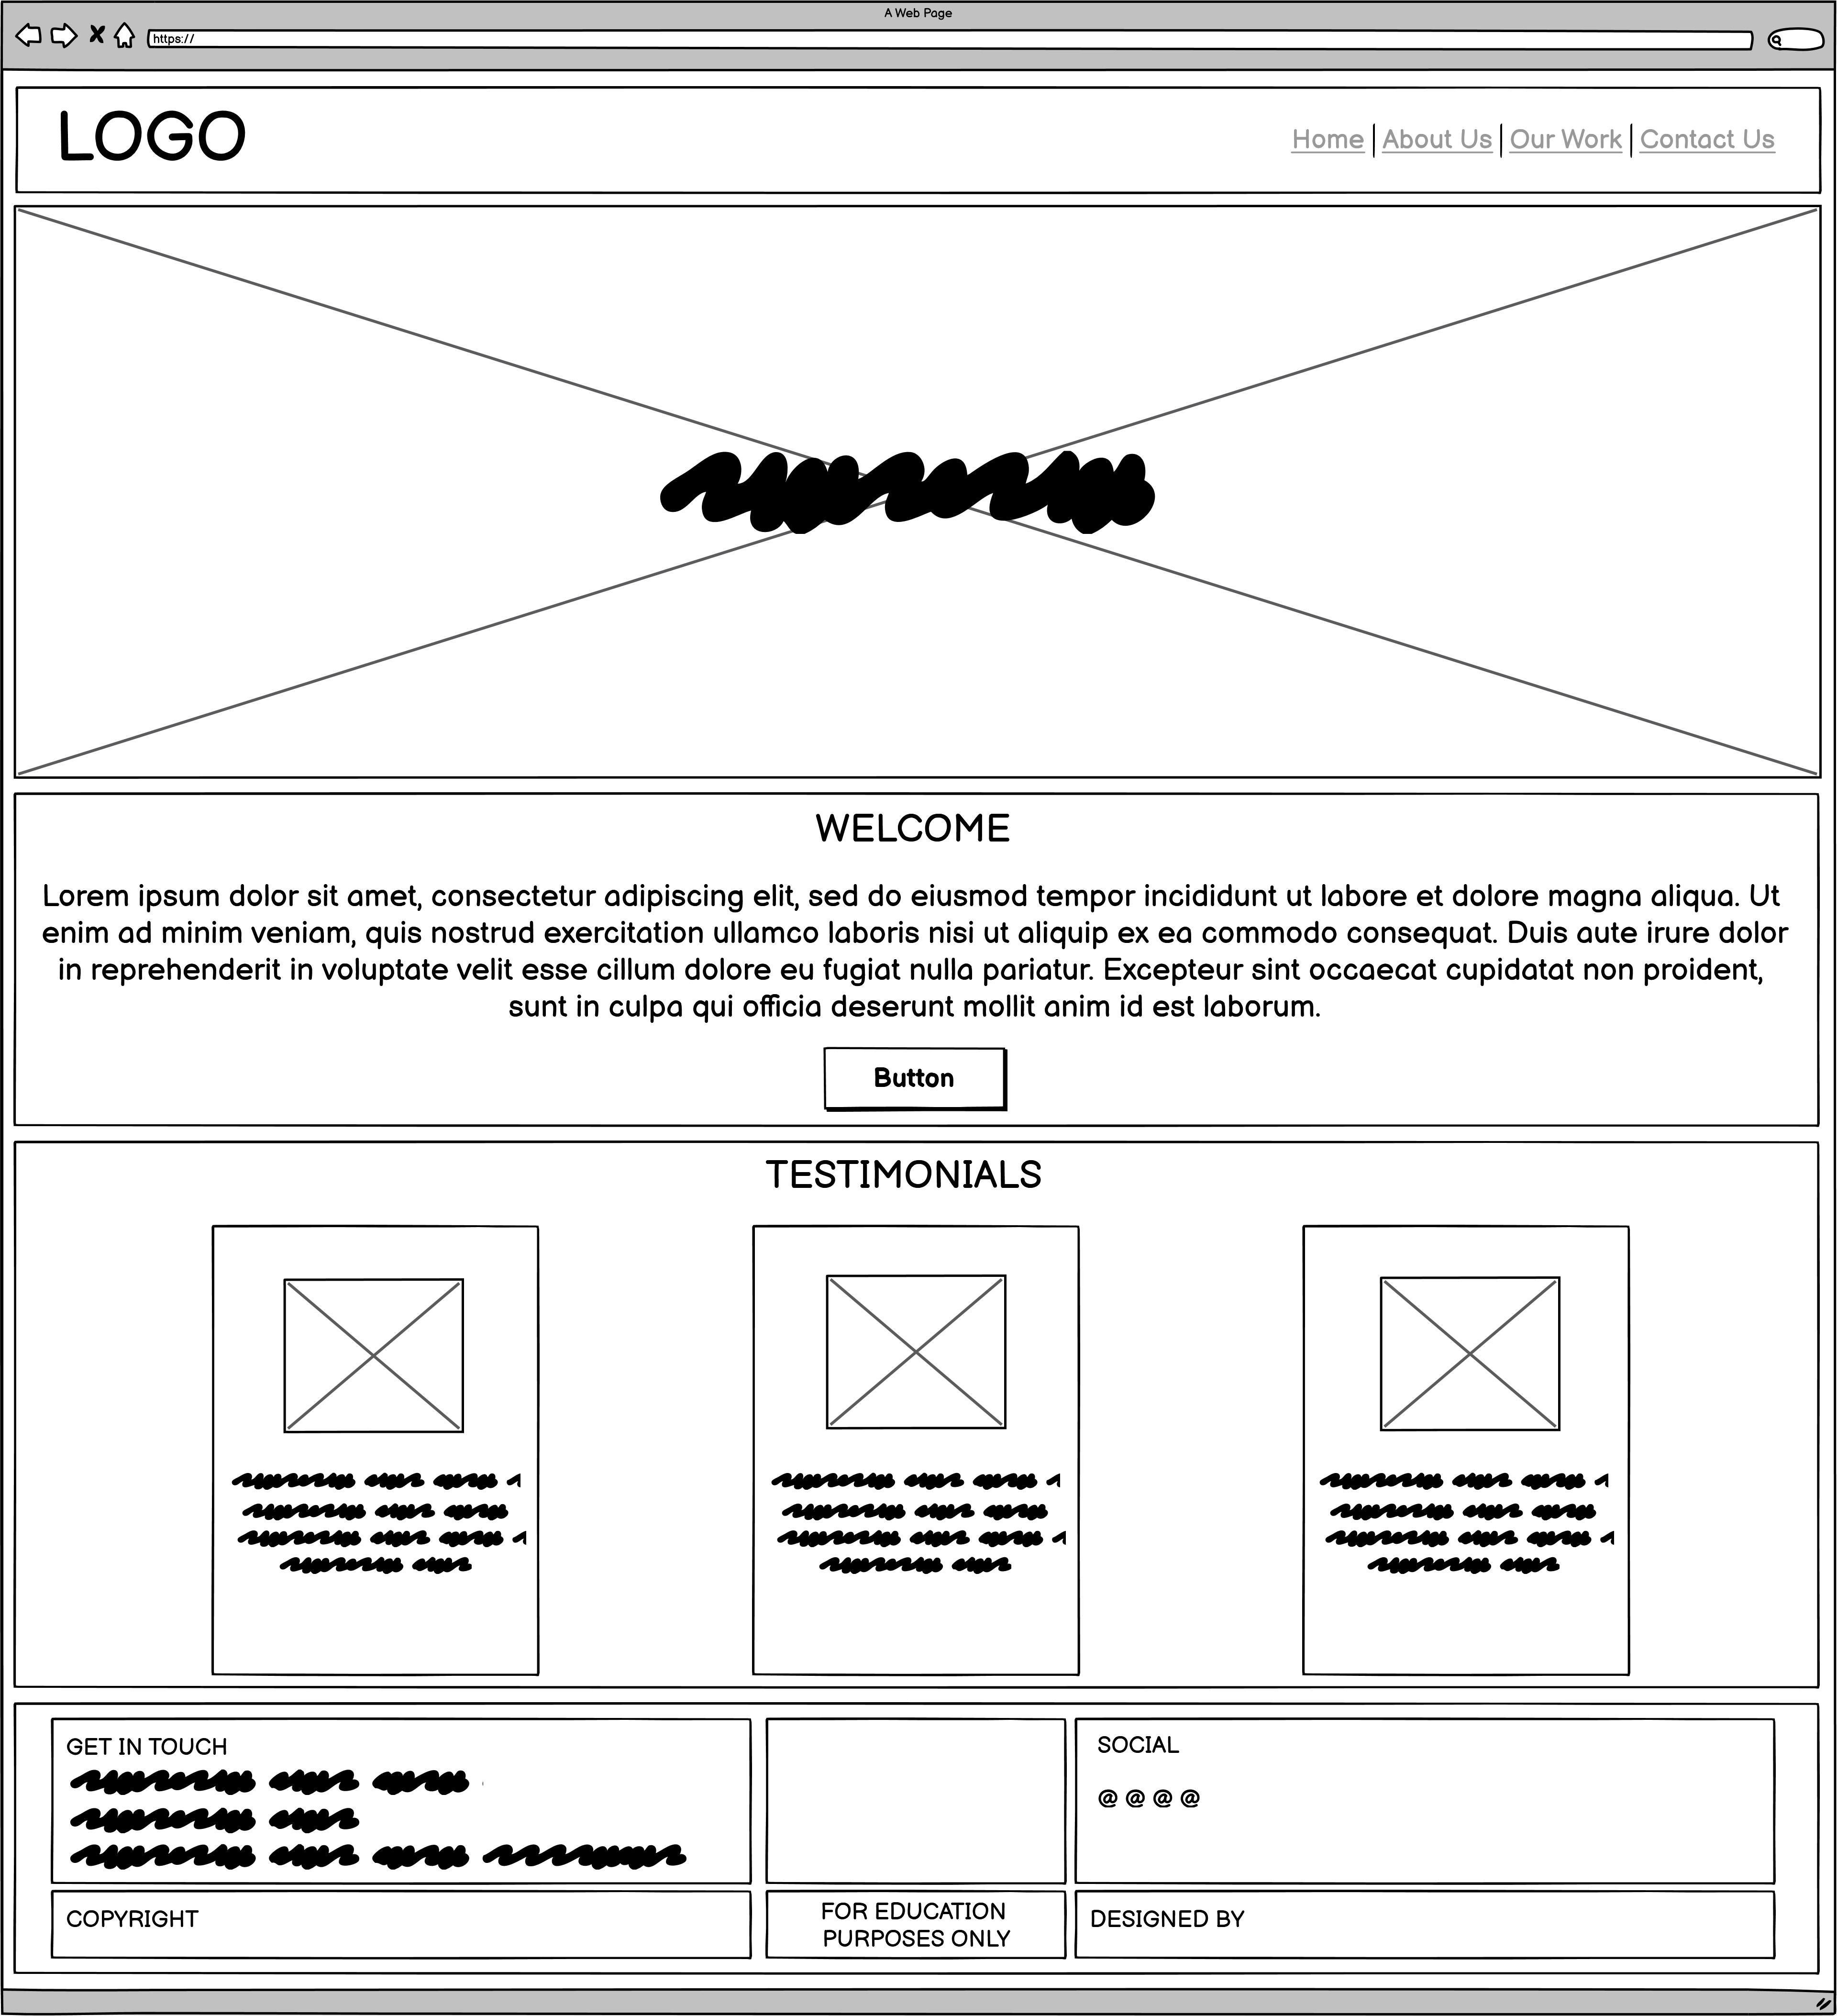 A Web Page
https://
LOGO
Home | About Us | Our Work | Contact Us
WELCOME
Lorem ipsum dolor sit amet, consectetur adipiscing elit, sed do eiusmod tempor incididunt ut labore et dolore magna aliqua. Ut
enim ad minim veniam, quis nostrud exercitation ullamco laboris nisi ut aliquip ex ea commodo consequat. Duis aute irure dolor
in reprehenderit in voluptate velit esse cillum dolore eu fugiat nulla pariatur. Excepteur sint occaecat cupidatat non proident,
sunt in culpa qui officia deserunt mollit anim id est laborum.
Button
TESTIMONIALS
GET IN TOUCH
SOCIAL
@ @ @ @
COPYRIGHT
FOR EDUCATION
PURPOSES ONLY
DESIGNED BY